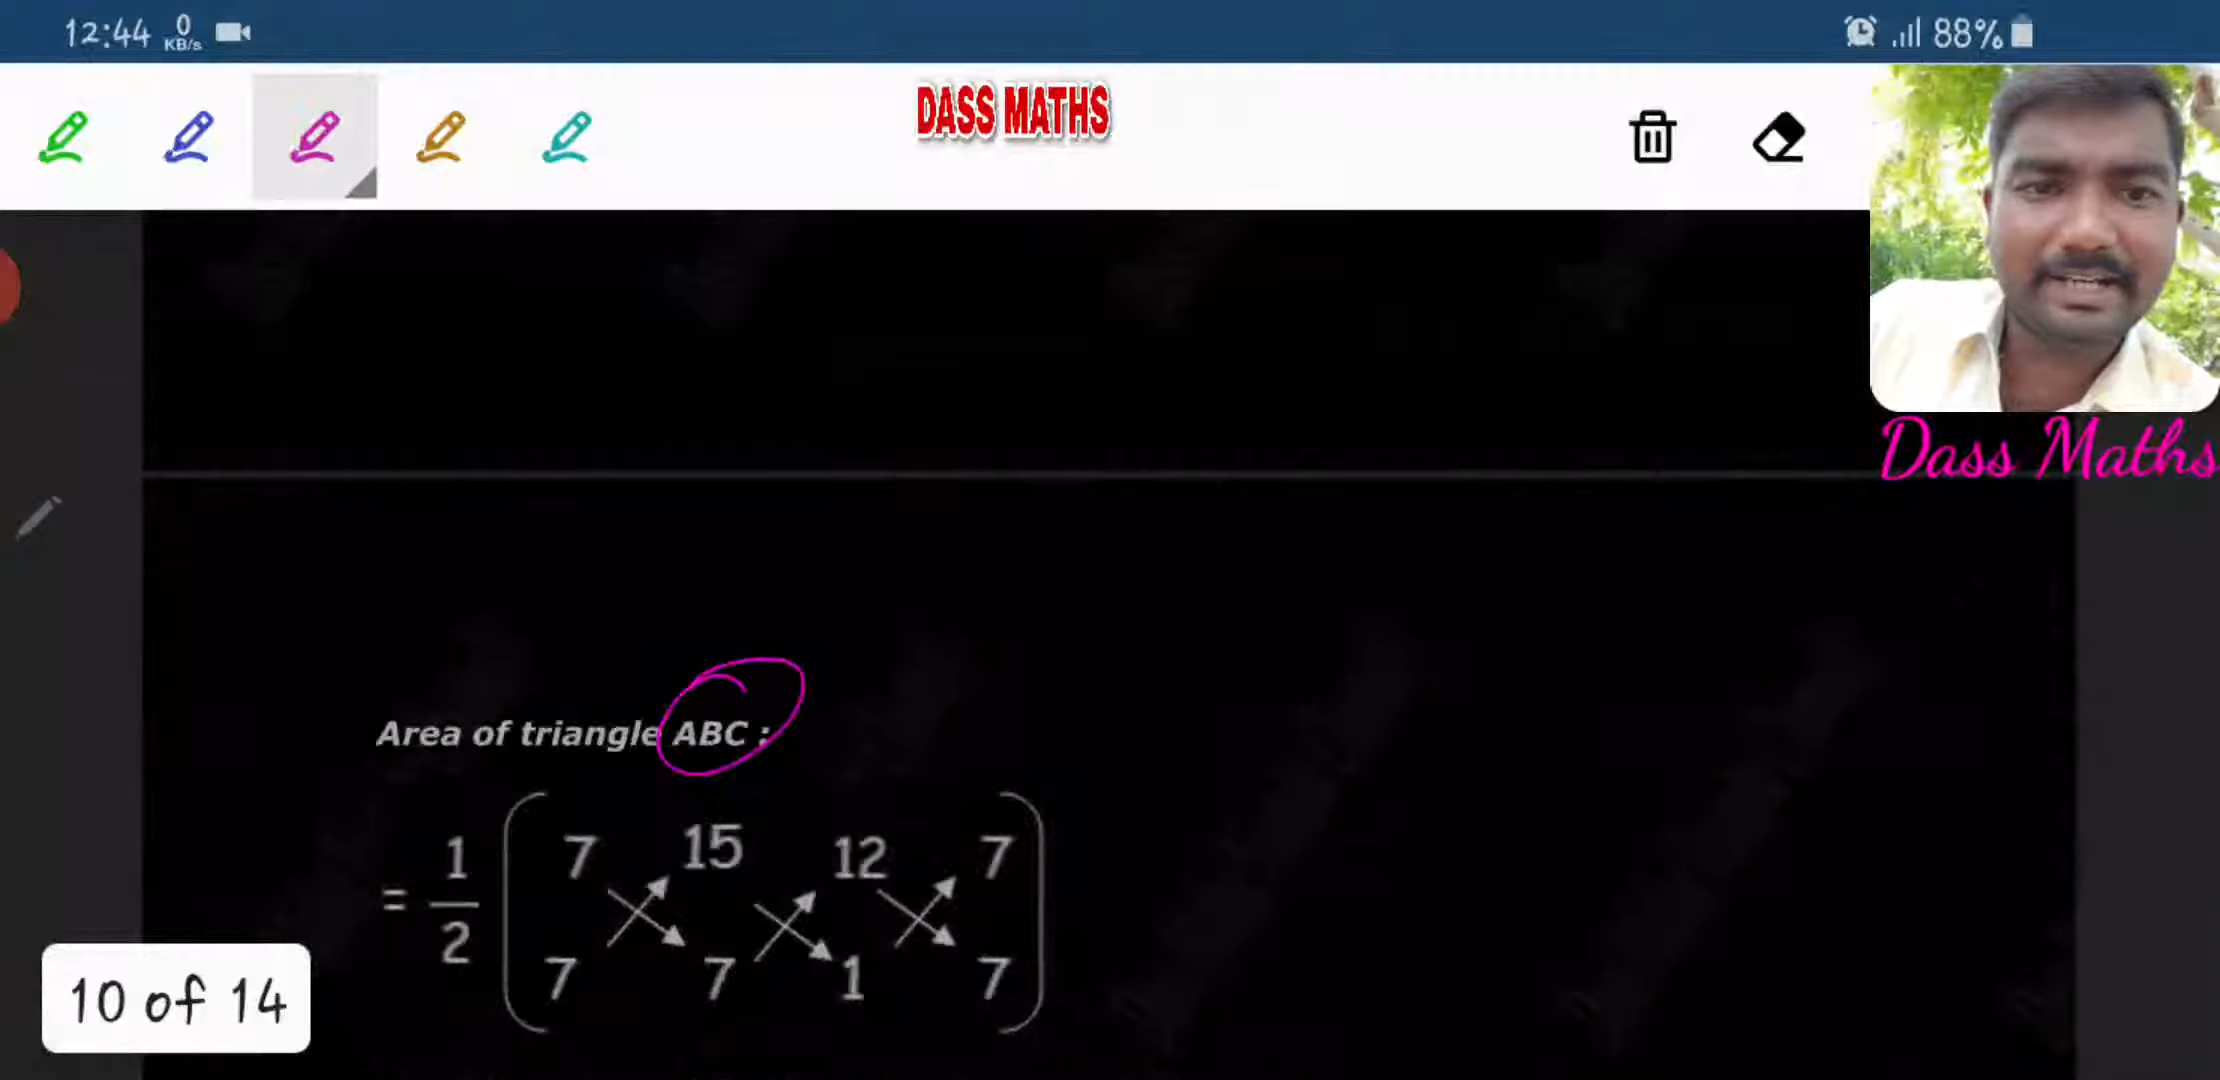 12:44 0 KB/s 88%
DASS MATHS
Dass Maths
Area of triangle ABC :
= 1/2 ( 7 15 12 7
7 7 1 7 )
10 of 14